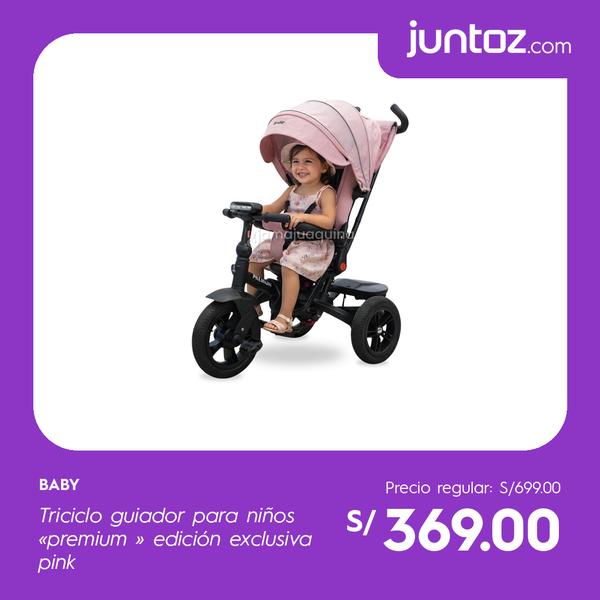 juntoz.com
BABY
Triciclo guiador para niños
«premium » edición exclusiva
pink
Precio regular: S/699.00
S/ 369.00